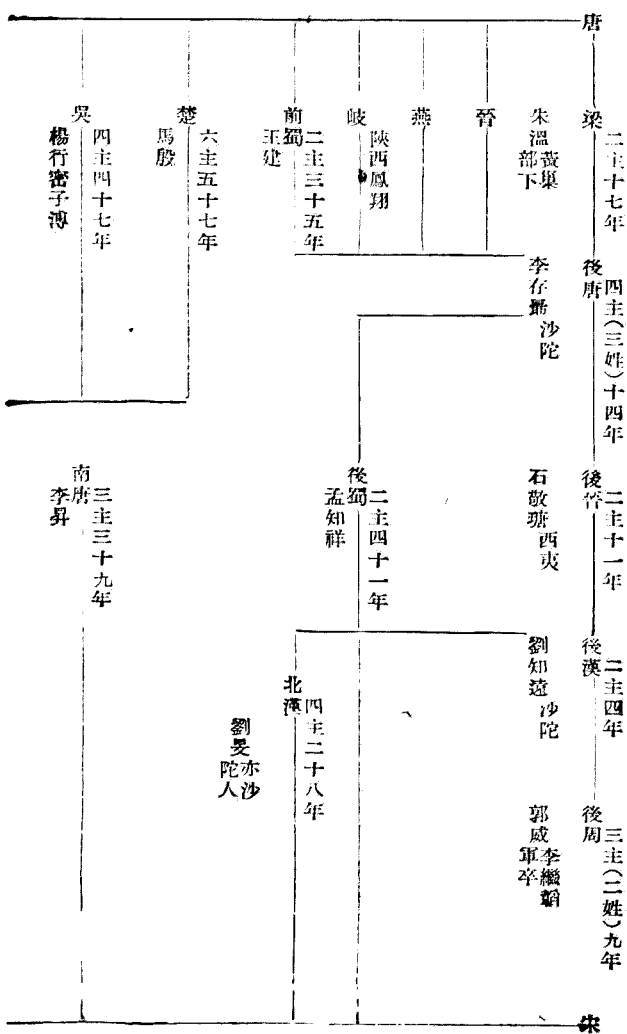 唐
梁 二主十七年
朱溫 黃巢部下
後唐 四主(三姓)十四年
李存勗 沙陀
後晉 二主十一年
石敬瑭 西夷
後漢 二主四年
劉知遠 沙陀
後周 三主(二姓)九年
郭威 李繼韜軍卒
宋
晉
燕
岐 陝西鳳翔
前蜀 二主三十五年
王建
後蜀 二主四十一年
孟知祥
北漢 四主二十八年
劉旻 亦沙陀人
楚 六主五十七年
馬殷
吳 四主四十七年
楊行密子溥
南唐 三主三十九年
李昇